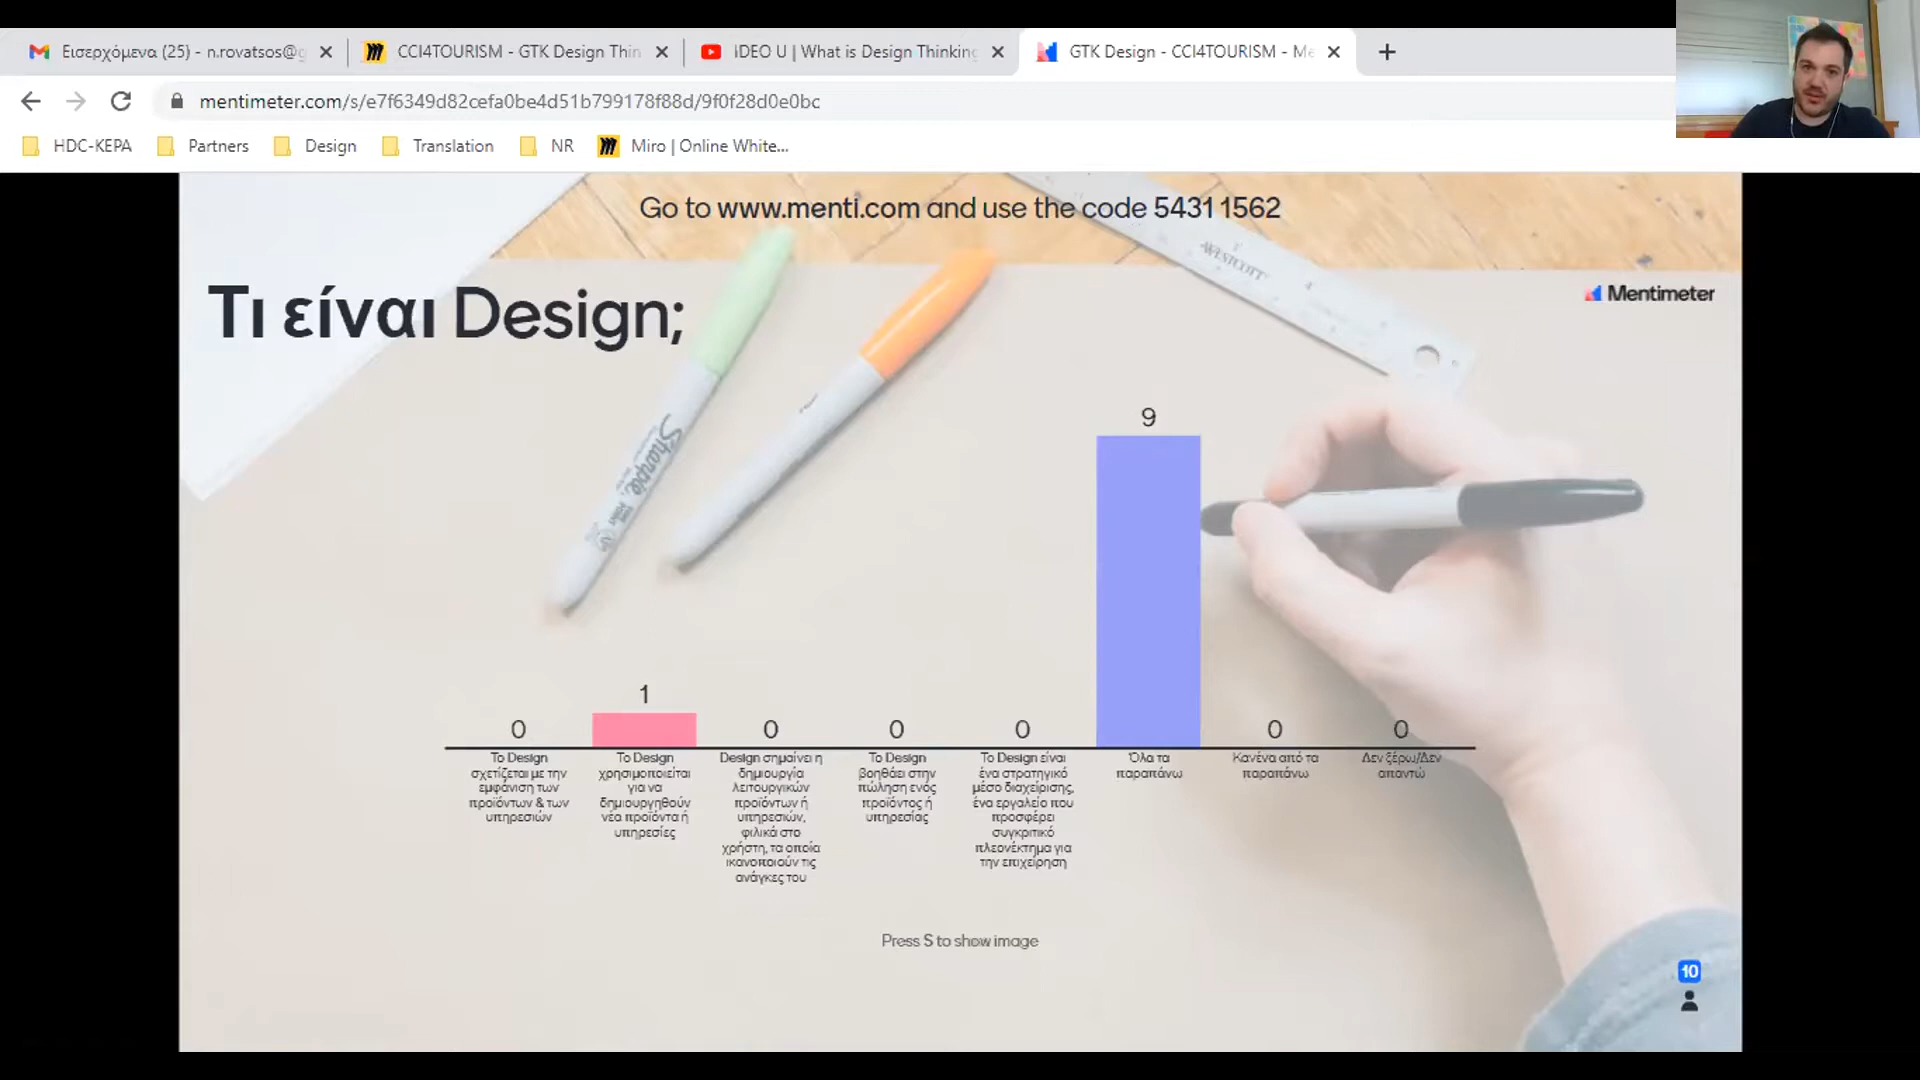 Εισερχόμενα (25) - n.rovatsos@g
CCI4TOURISM - GTK Design Thin
IDEO U | What is Design Thinking
GTK Design - CCI4TOURISM - Me
mentimeter.com/s/e7f6349d82cefa0be4d51b799178f88d/9f0f28d0e0bc
HDC-KEPA
Partners
Design
Translation
NR
Miro | Online White...
Go to www.menti.com and use the code 5431 1562
WESTCOTT
Τι είναι Design;
Mentimeter
Sharpie
9
1
0
0
0
0
0
0
Το Design
σχετίζεται με την
εμφάνιση των
προϊόντων & των
υπηρεσιών
Το Design
χρησιμοποιείται
για να
δημιουργηθούν
νέα προϊόντα ή
υπηρεσίες
Design σημαίνει η
δημιουργία
λειτουργικών
προϊόντων ή
υπηρεσιών,
φιλικά στο
χρήστη, τα οποία
ικανοποιούν τις
ανάγκες του
Το Design
βοηθάει στην
πώληση ενός
προϊόντος ή
υπηρεσίας
Το Design είναι
ένα στρατηγικό
μέσο διαχείρισης,
ένα εργαλείο που
προσφέρει
συγκριτικό
πλεονέκτημα για
την επιχείρηση
Όλα τα
παραπάνω
Κανένα από τα
παραπάνω
Δεν ξέρω/Δεν
απαντώ
Press S to show image
10